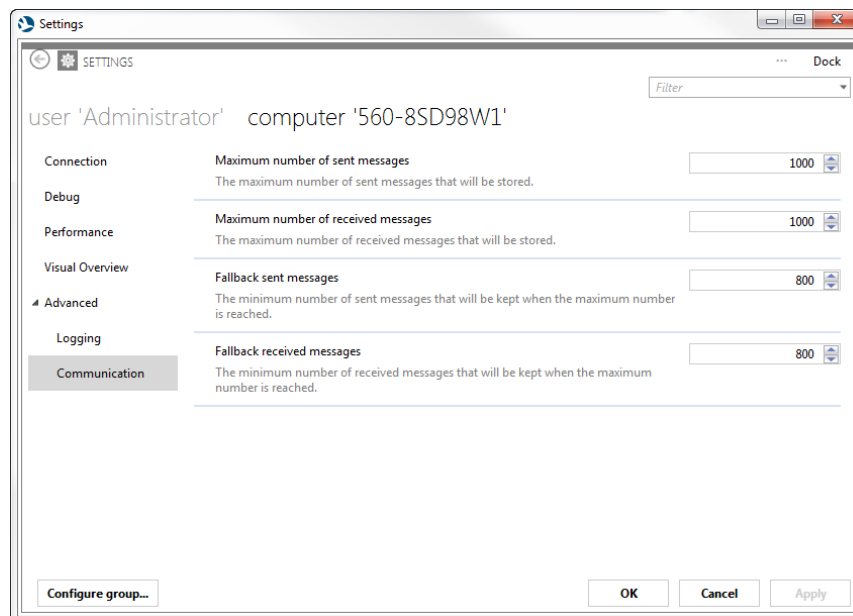 Settings
SETTINGS
... Dock
Filter
user 'Administrator' computer '560-8SD98W1'
Connection
Debug
Performance
Visual Overview
Advanced
Logging
Communication
Maximum number of sent messages
1000
The maximum number of sent messages that will be stored.
Maximum number of received messages
1000
The maximum number of received messages that will be stored.
Fallback sent messages
800
The minimum number of sent messages that will be kept when the maximum number
is reached.
Fallback received messages
800
The minimum number of received messages that will be kept when the maximum
number is reached.
Configure group...
OK
Cancel
Apply